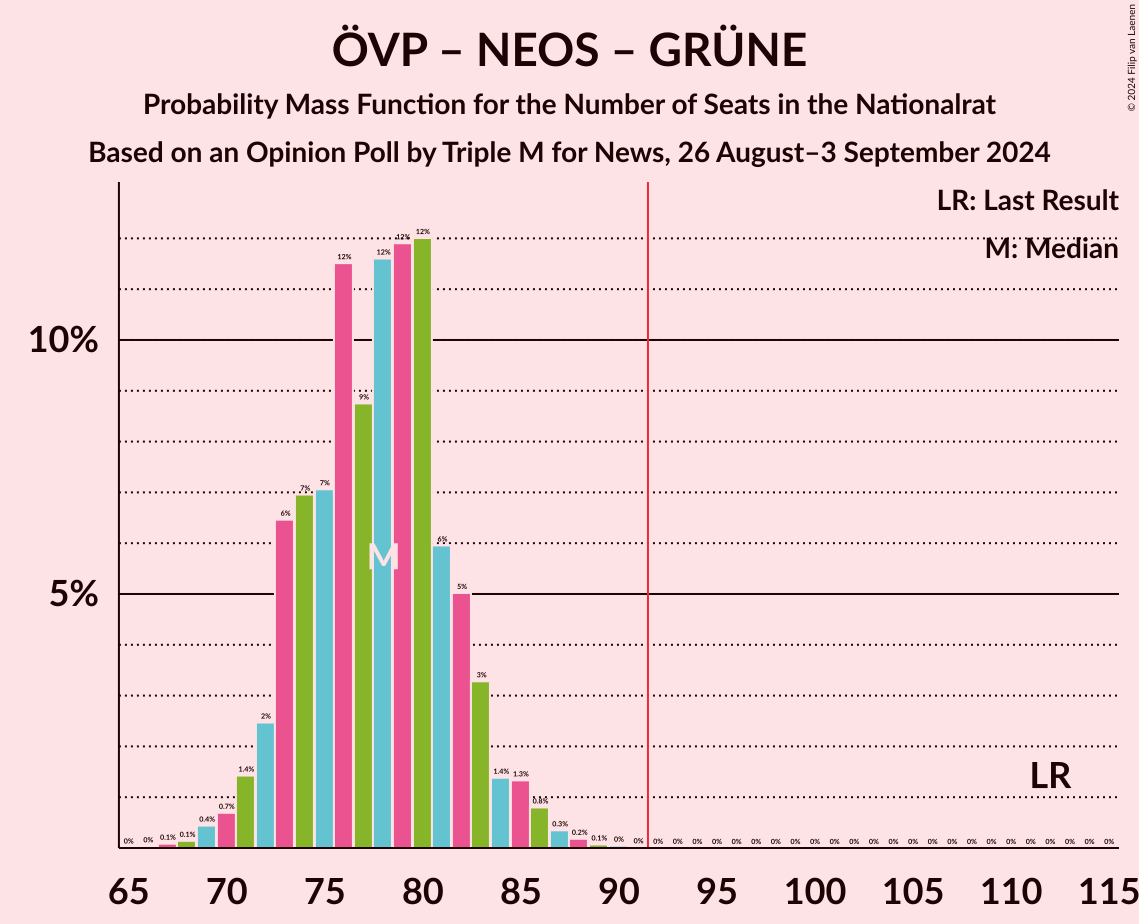 ÖVP – NEOS – GRÜNE
Probability Mass Function for the Number of Seats in the Nationalrat
Based on an Opinion Poll by Triple M for News, 26 August–3 September 2024
© 2024 Filip van Laenen
LR: Last Result
M: Median
10%
5%
0% 0% 0.1% 0.1% 0.4% 0.7% 1.4% 2% 6% 7% 7% 12% 9% 12% 12% 12% 6% 5% 3% 1.4% 1.3% 0.8% 0.3% 0.2% 0.1% 0% 0% 0% 0% 0% 0% 0% 0% 0% 0% 0% 0% 0% 0% 0% 0% 0% 0% 0% 0% 0% 0% 0% 0% 0% 0%
M
LR
65 70 75 80 85 90 95 100 105 110 115